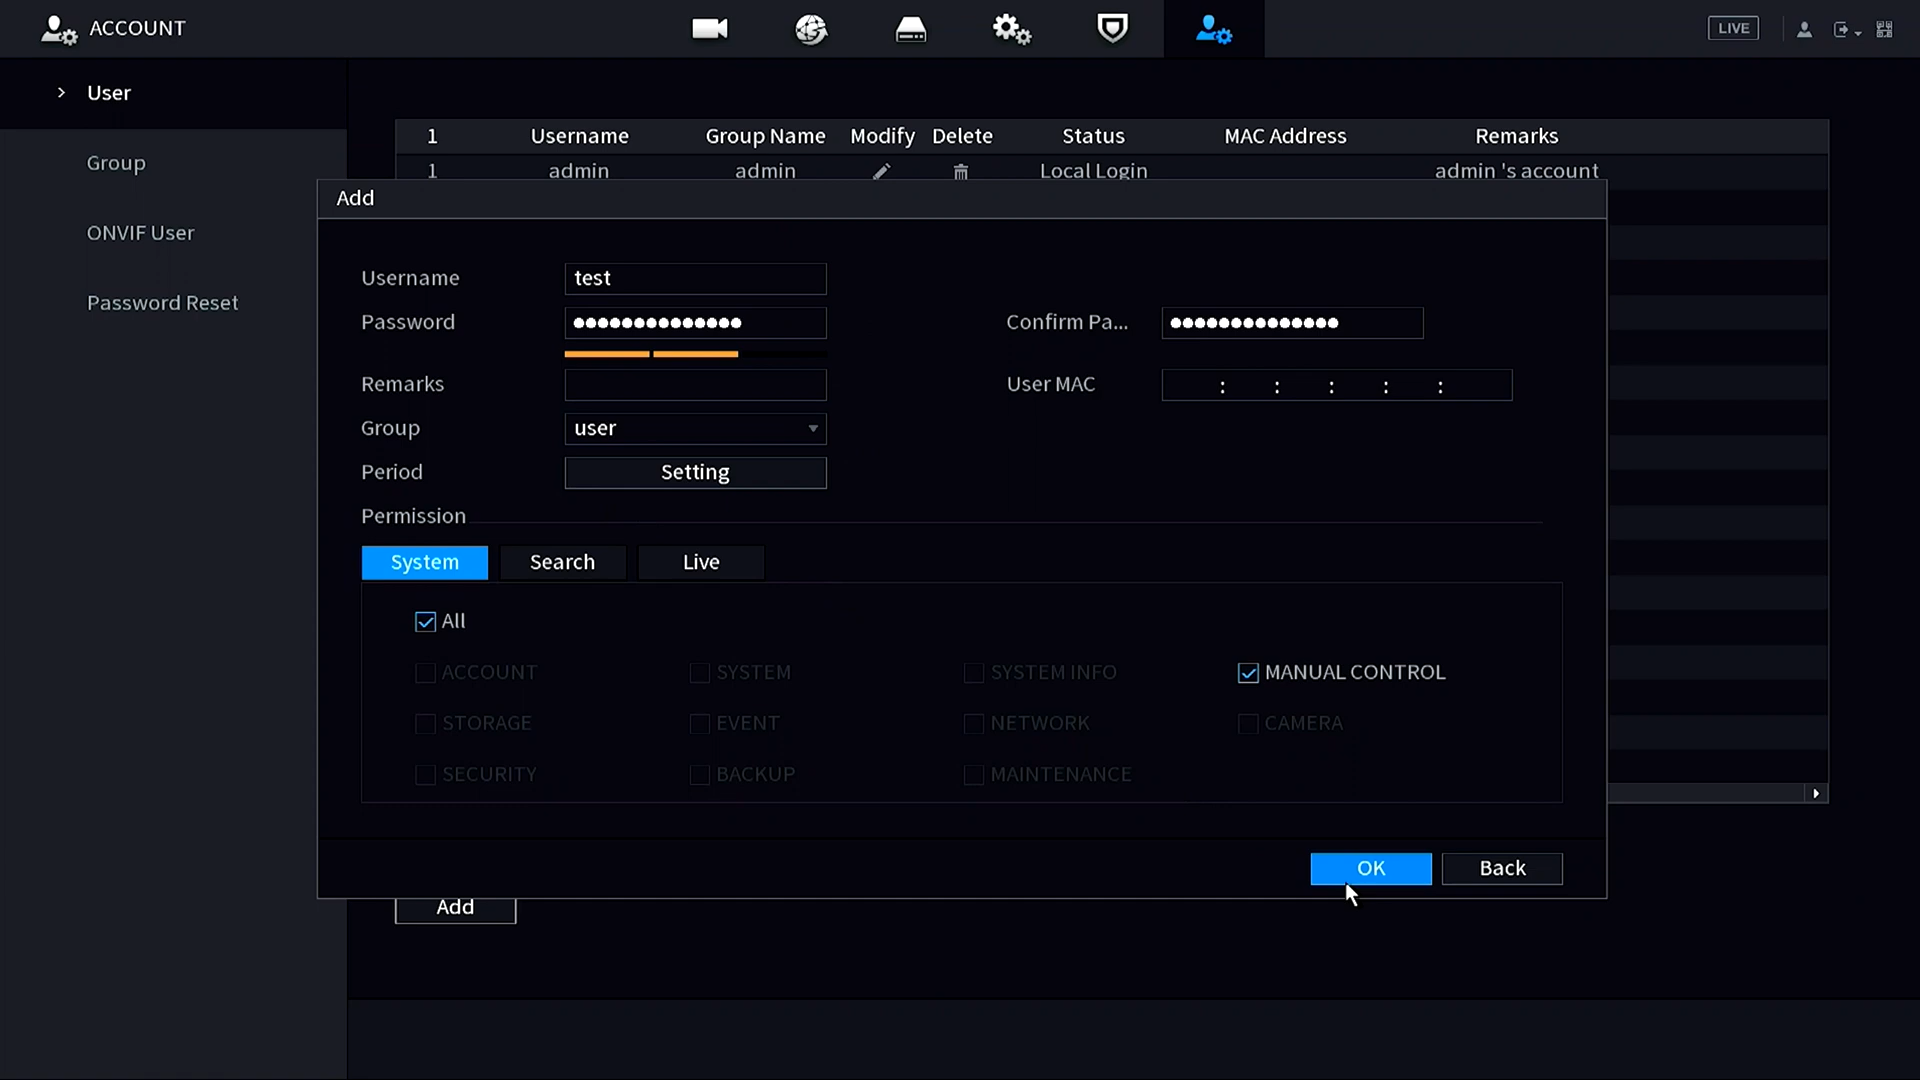 ACCOUNT
LIVE
User
Group
ONVIF User
Password Reset
1 Username Group Name Modify Delete Status MAC Address Remarks
1 admin admin Local Login admin 's account
Add
Username test
Password ●●●●●●●●●●●●●● Confirm Pa... ●●●●●●●●●●●●●●
Remarks User MAC : : : : :
Group user
Period Setting
Permission
System Search Live
All
ACCOUNT SYSTEM SYSTEM INFO MANUAL CONTROL
STORAGE EVENT NETWORK CAMERA
SECURITY BACKUP MAINTENANCE
OK Back
Add